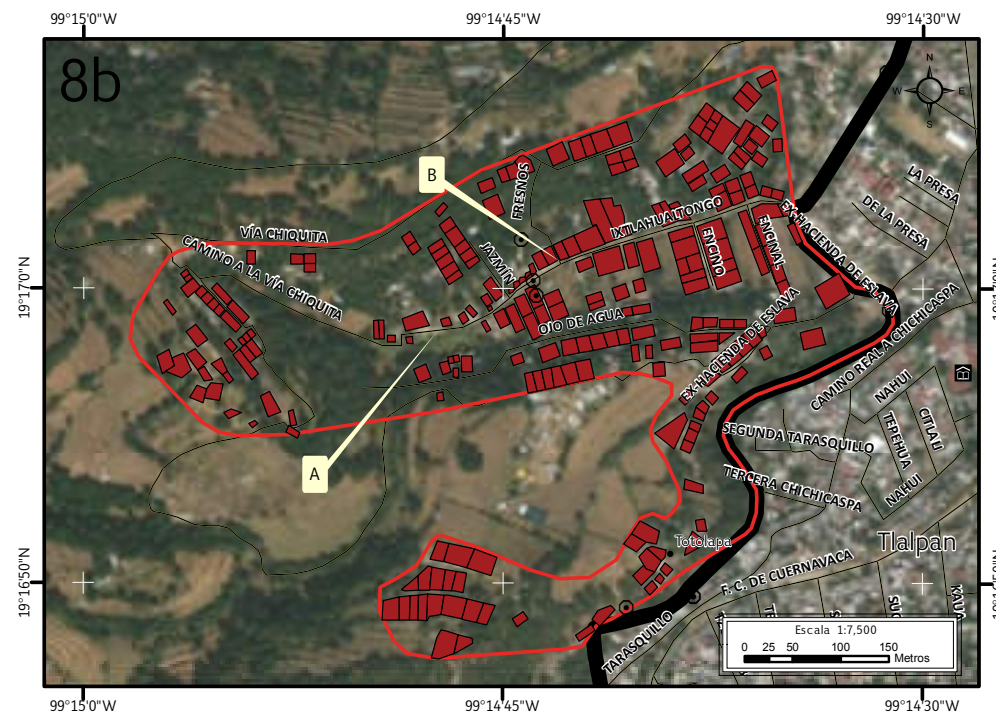 99°15'0"W
99°14'45"W
99°14'30"W
8b
N
W
E
S
B
LA PRESA
DE LA PRESA
FRESNOS
IXTLAHUALTONGO
VÍA CHIQUITA
EX-HACIENDA DE ESLAVA
CAMINO A LA VÍA CHIQUITA
JAZMÍN
ENCINO
ENCINAL
19°17'0"N
OJO DE AGUA
EX-HACIENDA DE ESLAVA
CAMINO REAL A CHICHICASPA
NAHUI
CITLALI
TEPEHUA
SEGUNDA TARASQUILLO
A
TERCERA CHICHICASPA
NAHUI
Totolapa
Tlalpan
19°16'50"N
F. C. DE CUERNAVACA
TARASQUILLO
KAUA
Escala 1:7,500
0 25 50 100 150
Metros
99°15'0"W
99°14'45"W
99°14'30"W